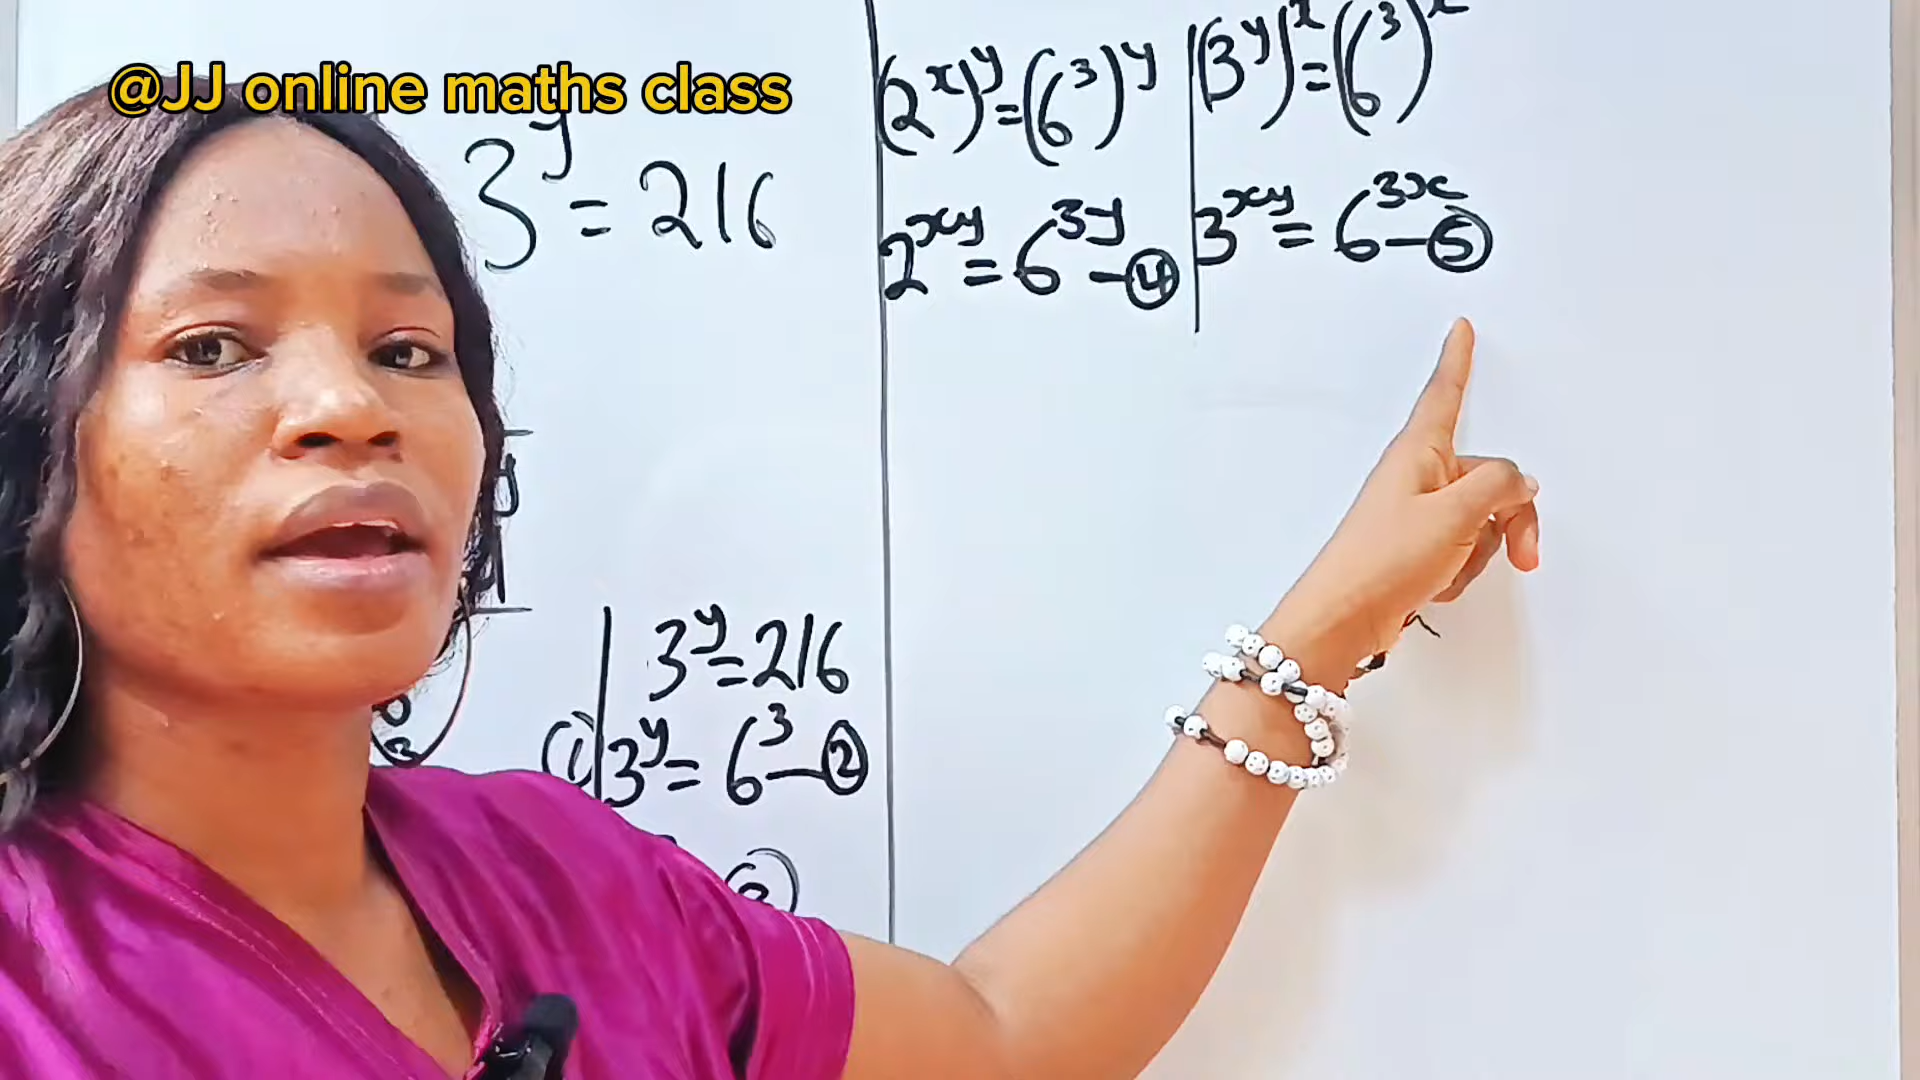 @JJ online maths class
3^y = 216
(2^x)^y = (6^3)^y
2^xy = 6^3y — ④
(3^y)^x = (6^3)^x
3^xy = 6^3x — ⑤
y
3^y = 216
3^y = 6^3 — ②